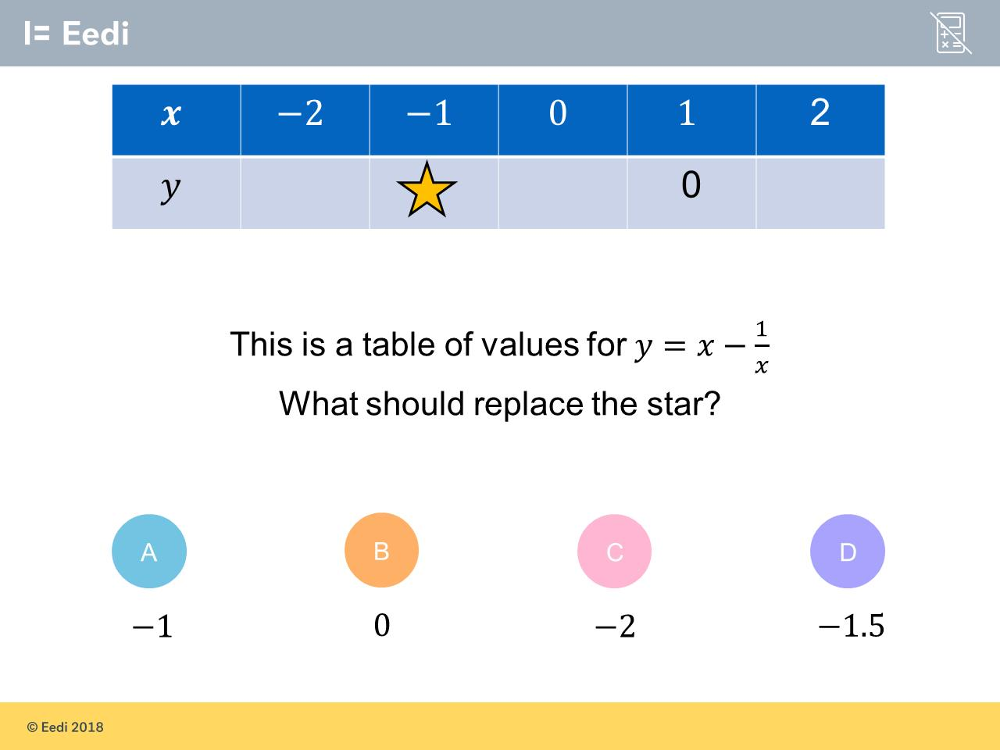 Eedi
x −2 −1 0 1 2
y 0
This is a table of values for y = x − 1/x
What should replace the star?
A B C D
−1 0 −2 −1.5
© Eedi 2018